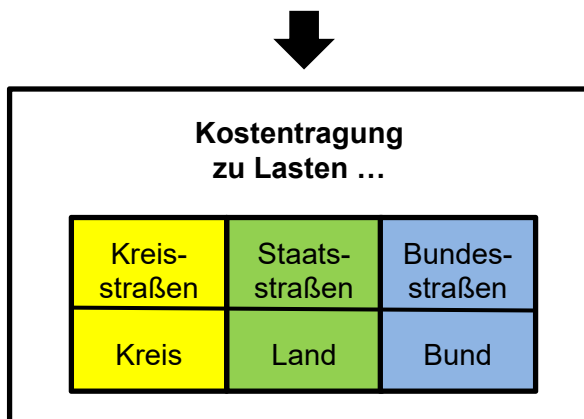 Kostentragung
zu Lasten …
Kreis-
straßen
Staats-
straßen
Bundes-
straßen
Kreis
Land
Bund